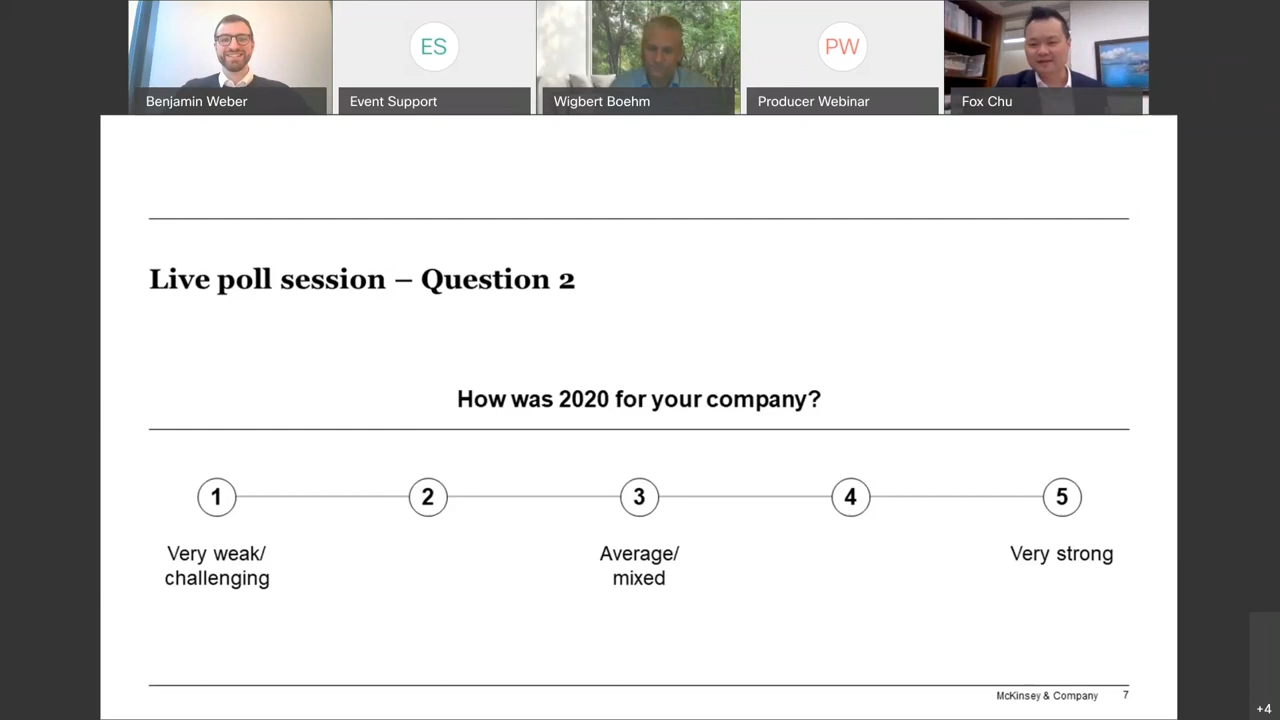 Benjamin Weber
ES
Event Support
Wigbert Boehm
PW
Producer Webinar
Fox Chu
Live poll session – Question 2
How was 2020 for your company?
1
2
3
4
5
Very weak/
challenging
Average/
mixed
Very strong
McKinsey & Company 7
+4